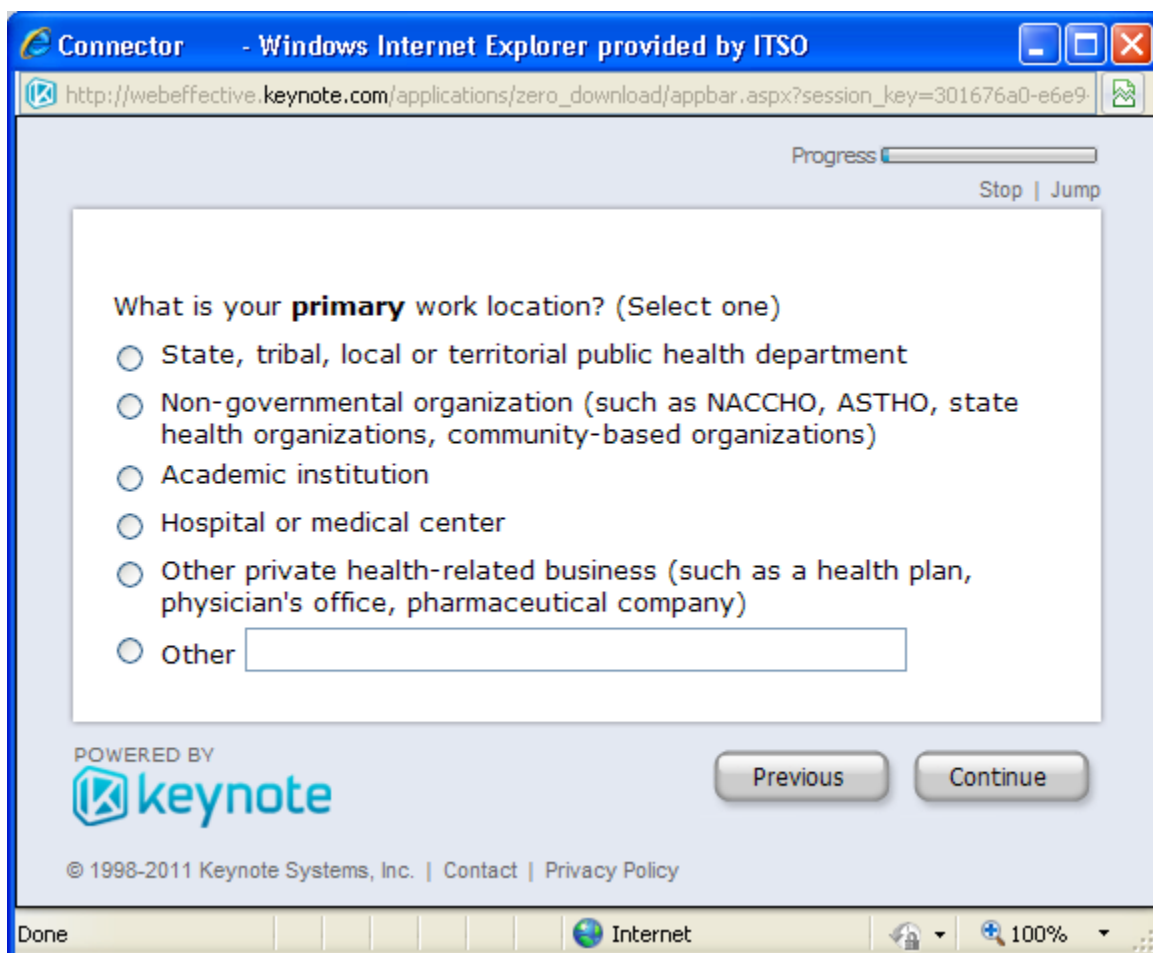 Connector - Windows Internet Explorer provided by ITSO
http://webeffective.keynote.com/applications/zero_download/appbar.aspx?session_key=301676a0-e6e9-
Progress
Stop | Jump
What is your primary work location? (Select one)
State, tribal, local or territorial public health department
Non-governmental organization (such as NACCHO, ASTHO, state
health organizations, community-based organizations)
Academic institution
Hospital or medical center
Other private health-related business (such as a health plan,
physician's office, pharmaceutical company)
Other
POWERED BY
keynote
Previous Continue
© 1998-2011 Keynote Systems, Inc. | Contact | Privacy Policy
Done Internet 100%